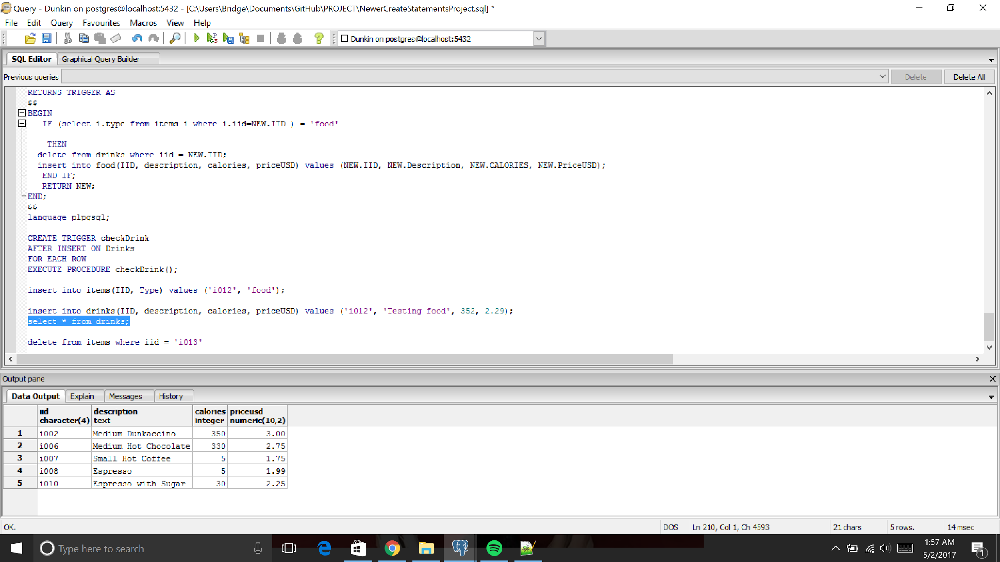 Query - Dunkin on postgres@localhost:5432 - [C:\Users\Bridge\Documents\GitHub\PROJECT\NewerCreateStatementsProject.sql] *
File Edit Query Favourites Macros View Help
Dunkin on postgres@localhost:5432
SQL Editor Graphical Query Builder
Previous queries Delete Delete All
RETURNS TRIGGER AS
$$
BEGIN
IF (select i.type from items i where i.iid=NEW.IID ) = 'food'
THEN
delete from drinks where iid = NEW.IID;
insert into food(IID, description, calories, priceUSD) values (NEW.IID, NEW.Description, NEW.CALORIES, NEW.PriceUSD);
END IF;
RETURN NEW;
END;
$$
language plpgsql;
CREATE TRIGGER checkDrink
AFTER INSERT ON Drinks
FOR EACH ROW
EXECUTE PROCEDURE checkDrink();
insert into items(IID, Type) values ('i012', 'food');
insert into drinks(IID, description, calories, priceUSD) values ('i012', 'Testing food', 352, 2.29);
select * from drinks;
delete from items where iid = 'i013'
Output pane
Data Output Explain Messages History
iid description calories priceusd
character(4) text integer numeric(10,2)
1 i002 Medium Dunkaccino 350 3.00
2 i006 Medium Hot Chocolate 330 2.75
3 i007 Small Hot Coffee 5 1.75
4 i008 Espresso 5 1.99
5 i010 Espresso with Sugar 30 2.25
OK. DOS Ln 210, Col 1, Ch 4593 21 chars 5 rows. 14 msec
Type here to search
1:57 AM
5/2/2017
1